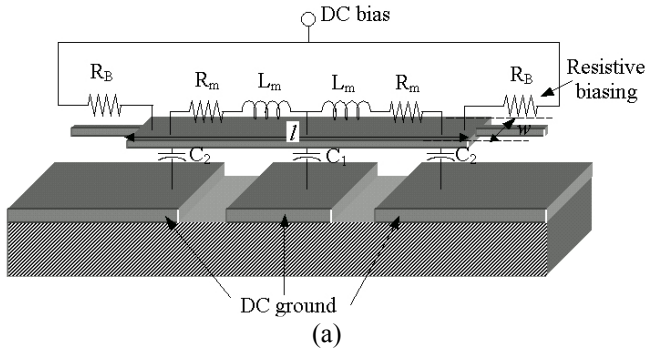 DC bias
R_B
R_m
L_m
L_m
R_m
R_B
Resistive
biasing
l
w
C_2
C_1
C_2
DC ground
(a)